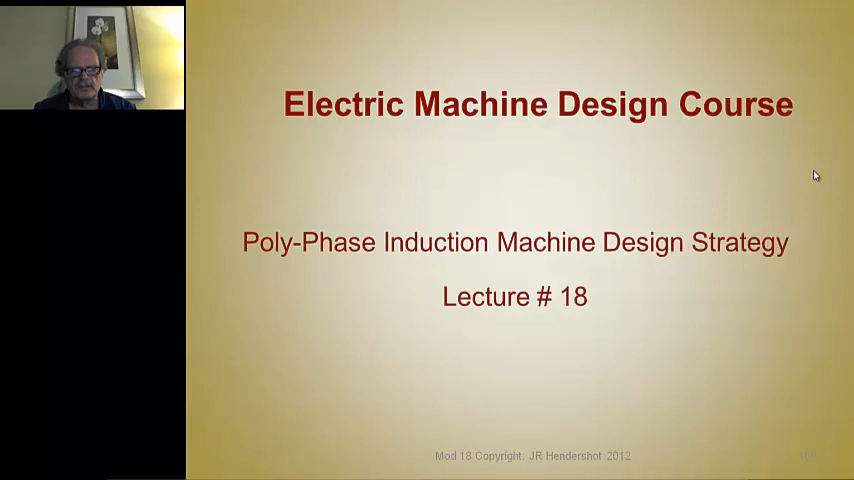 Electric Machine Design Course
Poly-Phase Induction Machine Design Strategy
Lecture # 18
Mod 18 Copyright: JR Hendershot 2012